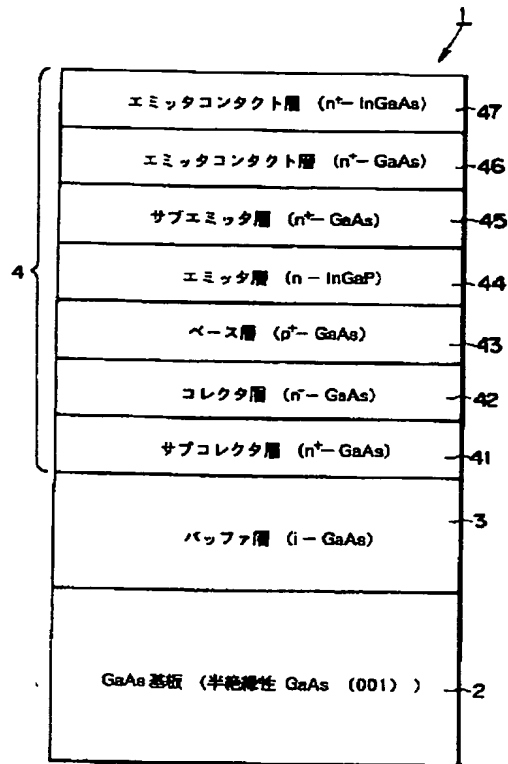 1
エミッタコンタクト層 (n⁺− InGaAs) 47
エミッタコンタクト層 (n⁺− GaAs) 46
サブエミッタ層 (n⁺− GaAs) 45
エミッタ層 (n − InGaP) 44
4
ベース層 (p⁺− GaAs) 43
コレクタ層 (n⁻− GaAs) 42
サブコレクタ層 (n⁺− GaAs) 41
バッファ層 (i − GaAs) 3
GaAs 基板 (半絶縁性 GaAs (001) ) 2